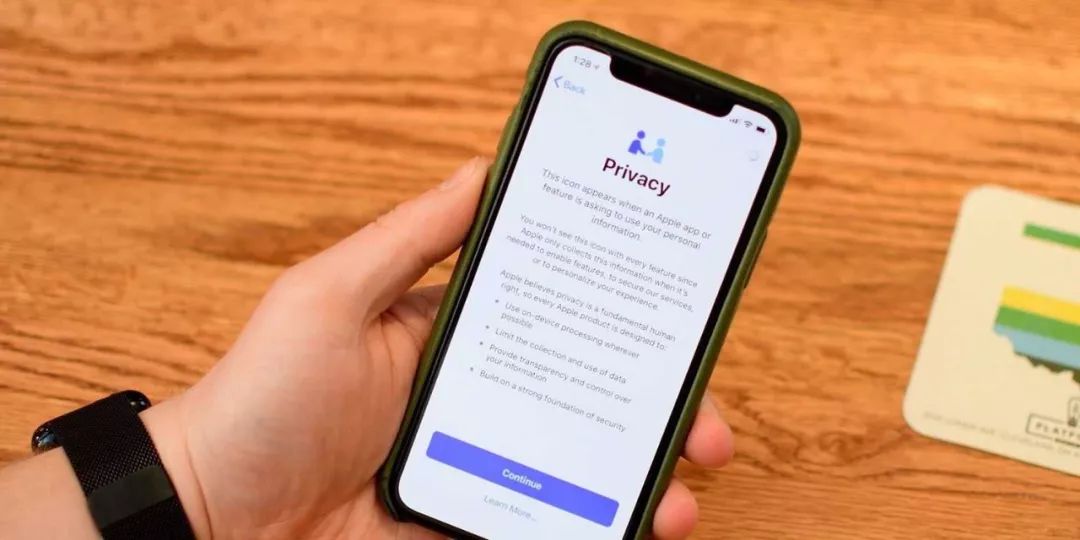 1:28
Back
Privacy
This icon appears when an Apple app or
feature is asking to use your personal
information.
You won't see this icon with every feature since
Apple only collects this information when it's
needed to enable features, to secure our services,
or to personalize your experience.
Apple believes privacy is a fundamental human
right, so every Apple product is designed to:
• Use on-device processing wherever
possible
• Limit the collection and use of data
• Provide transparency and control over
your information
• Build on a strong foundation of security
Continue
Learn More...